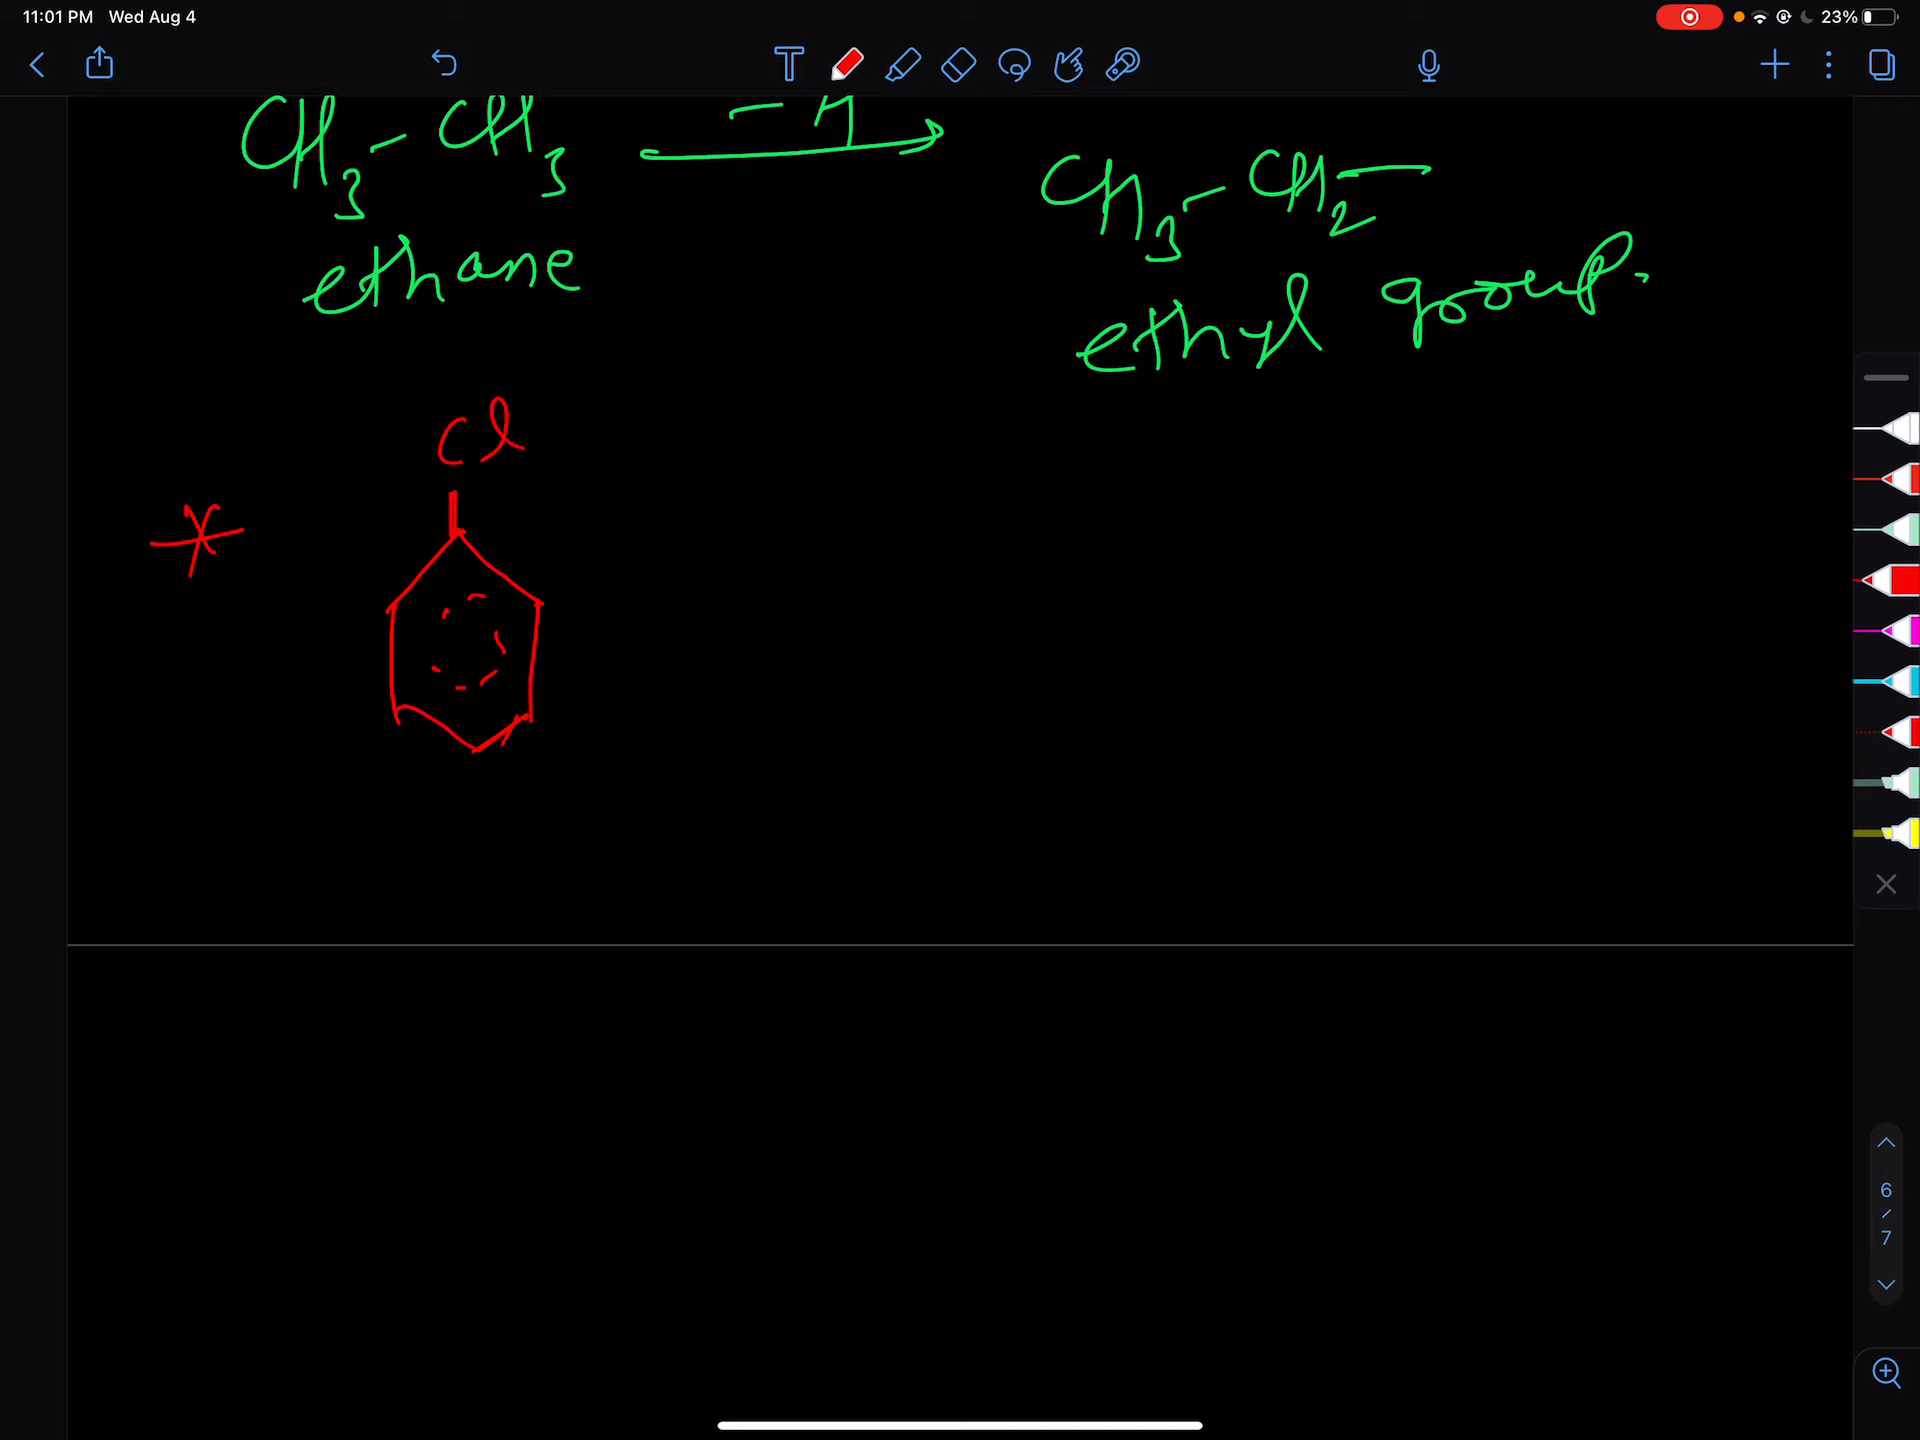 11:01 PM Wed Aug 4
23%
CH3-CH3
CH3-CH2-
ethane
ethyl group.
Cl
6
/
7